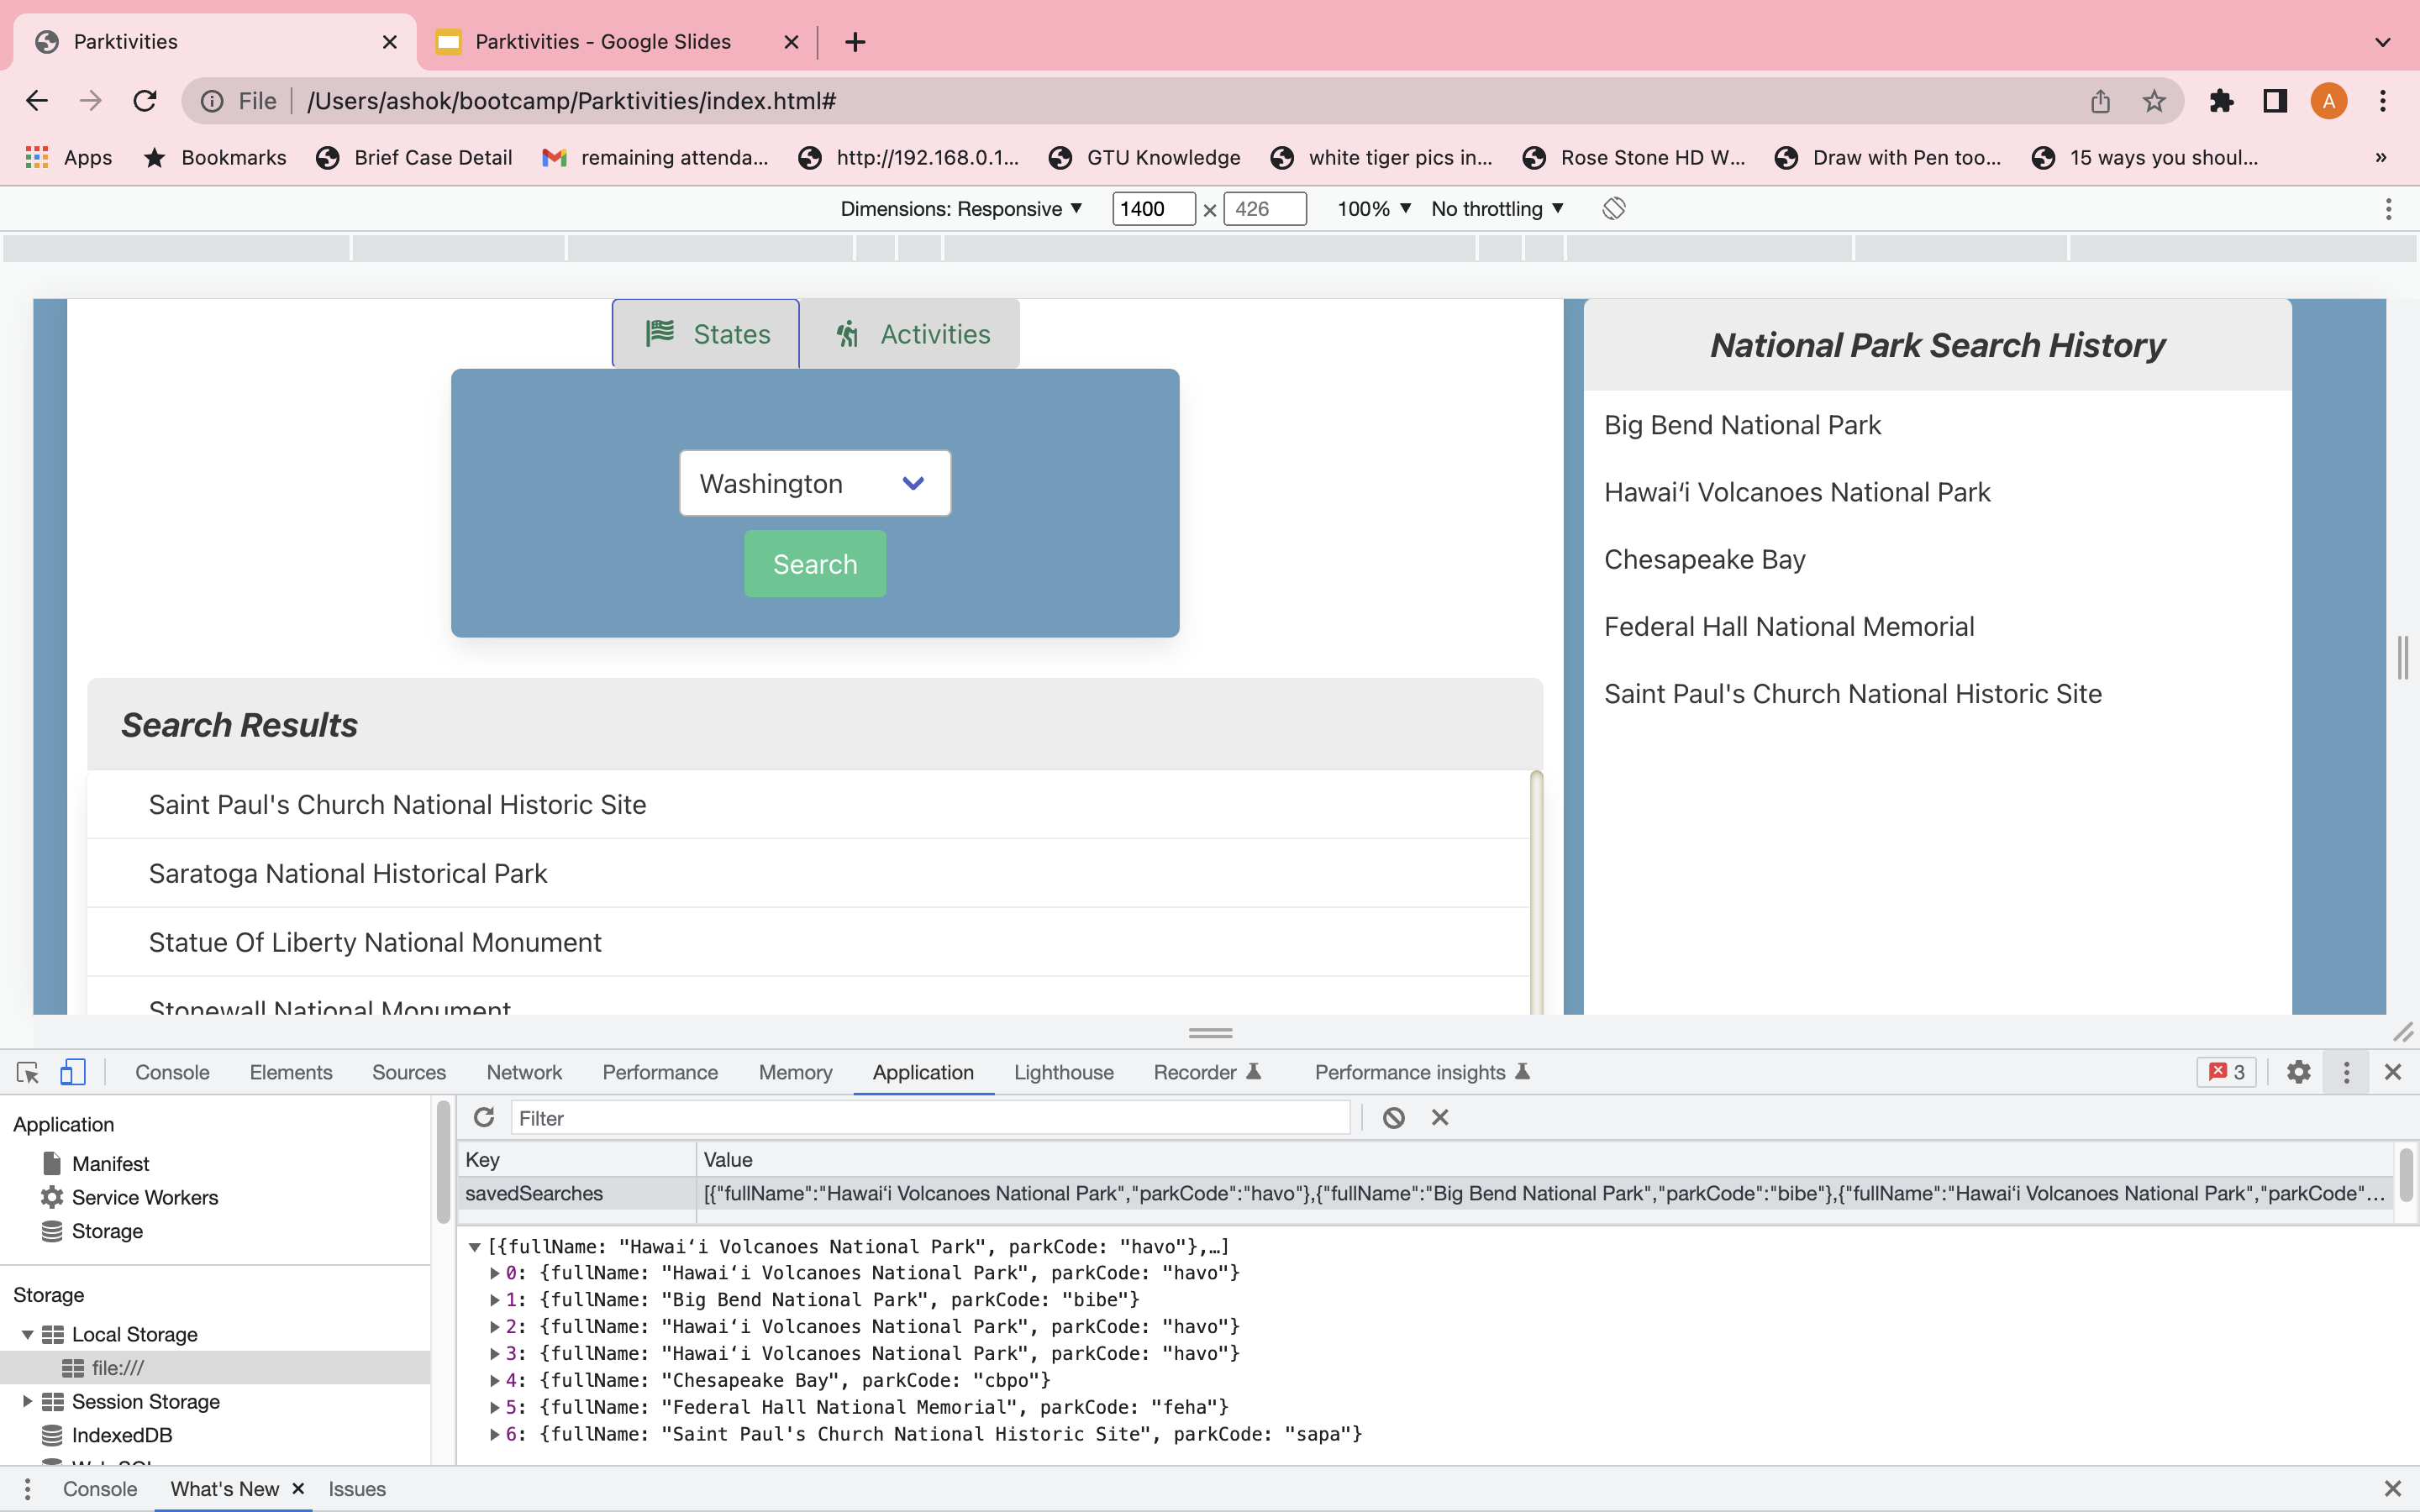 Parktivities
Parktivities - Google Slides
File
/Users/ashok/bootcamp/Parktivities/index.html#
A
Apps
Bookmarks
Brief Case Detail
remaining attenda...
http://192.168.0.1...
GTU Knowledge
white tiger pics in...
Rose Stone HD W...
Draw with Pen too...
15 ways you shoul...
»
Dimensions: Responsive
1400 × 426
100%
No throttling
States
Activities
Washington
Search
Search Results
Saint Paul's Church National Historic Site
Saratoga National Historical Park
Statue Of Liberty National Monument
Stonewall National Monument
National Park Search History
Big Bend National Park
Hawaiʻi Volcanoes National Park
Chesapeake Bay
Federal Hall National Memorial
Saint Paul's Church National Historic Site
Console
Elements
Sources
Network
Performance
Memory
Application
Lighthouse
Recorder
Performance insights
3
Application
Manifest
Service Workers
Storage
Storage
Local Storage
file:///
Session Storage
IndexedDB
Filter
Key
Value
savedSearches
[{"fullName":"Hawaiʻi Volcanoes National Park","parkCode":"havo"},{"fullName":"Big Bend National Park","parkCode":"bibe"},{"fullName":"Hawaiʻi Volcanoes National Park","parkCode"...
[{fullName: "Hawaiʻi Volcanoes National Park", parkCode: "havo"},…]
0: {fullName: "Hawaiʻi Volcanoes National Park", parkCode: "havo"}
1: {fullName: "Big Bend National Park", parkCode: "bibe"}
2: {fullName: "Hawaiʻi Volcanoes National Park", parkCode: "havo"}
3: {fullName: "Hawaiʻi Volcanoes National Park", parkCode: "havo"}
4: {fullName: "Chesapeake Bay", parkCode: "cbpo"}
5: {fullName: "Federal Hall National Memorial", parkCode: "feha"}
6: {fullName: "Saint Paul's Church National Historic Site", parkCode: "sapa"}
Console
What's New
Issues